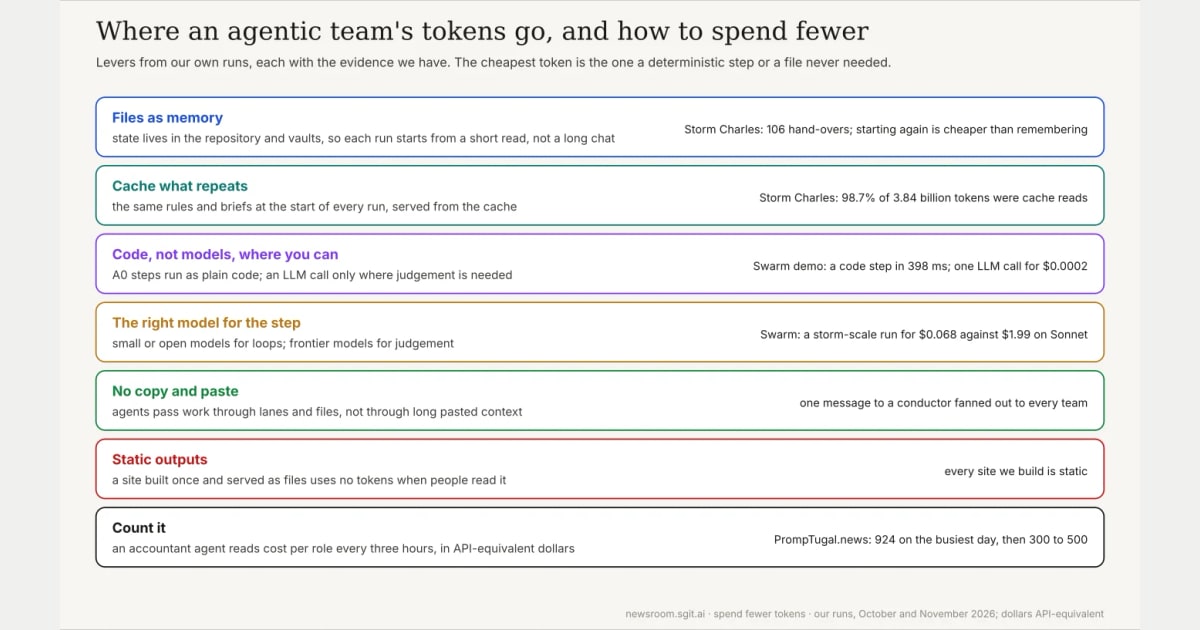 Where an agentic team's tokens go, and how to spend fewer
Levers from our own runs, each with the evidence we have. The cheapest token is the one a deterministic step or a file never needed.
Files as memory
state lives in the repository and vaults, so each run starts from a short read, not a long chat
Storm Charles: 106 hand-overs; starting again is cheaper than remembering
Cache what repeats
the same rules and briefs at the start of every run, served from the cache
Storm Charles: 98.7% of 3.84 billion tokens were cache reads
Code, not models, where you can
A0 steps run as plain code; an LLM call only where judgement is needed
Swarm demo: a code step in 398 ms; one LLM call for $0.0002
The right model for the step
small or open models for loops; frontier models for judgement
Swarm: a storm-scale run for $0.068 against $1.99 on Sonnet
No copy and paste
agents pass work through lanes and files, not through long pasted context
one message to a conductor fanned out to every team
Static outputs
a site built once and served as files uses no tokens when people read it
every site we build is static
Count it
an accountant agent reads cost per role every three hours, in API-equivalent dollars
PrompTugal.news: 924 on the busiest day, then 300 to 500
newsroom.sgit.ai · spend fewer tokens · our runs, October and November 2026; dollars API-equivalent